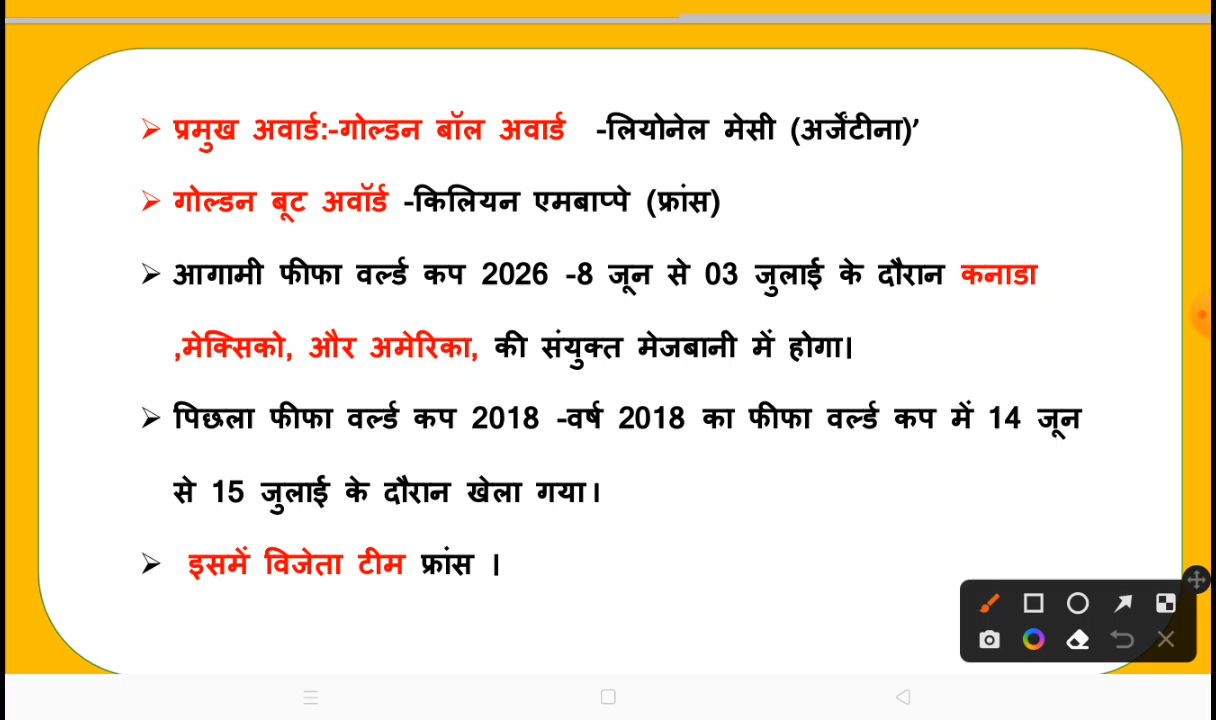 ➢ प्रमुख अवार्ड:-गोल्डन बॉल अवार्ड -लियोनेल मेसी (अर्जेंटीना)’
➢ गोल्डन बूट अवॉर्ड -किलियन एमबाप्पे (फ्रांस)
➢ आगामी फीफा वर्ल्ड कप 2026 -8 जून से 03 जुलाई के दौरान कनाडा
,मेक्सिको, और अमेरिका, की संयुक्त मेजबानी में होगा।
➢ पिछला फीफा वर्ल्ड कप 2018 -वर्ष 2018 का फीफा वर्ल्ड कप में 14 जून
से 15 जुलाई के दौरान खेला गया।
➢ इसमें विजेता टीम फ्रांस ।